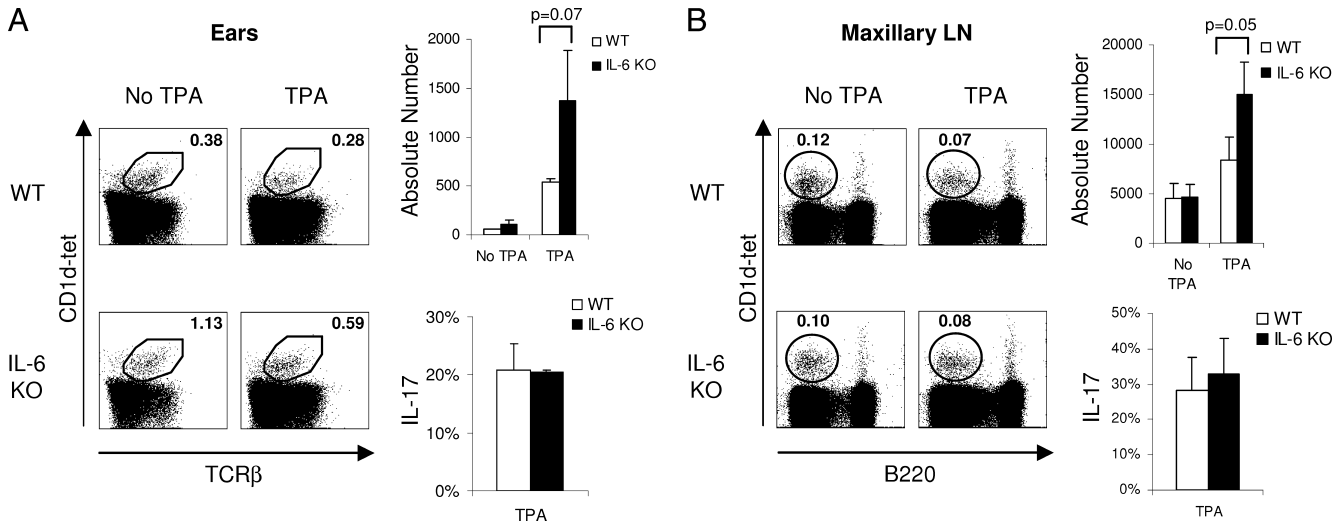 A
Ears
No TPA
TPA
WT
0.38
0.28
CD1d-tet
IL-6
KO
1.13
0.59
TCRβ
p=0.07
WT
IL-6 KO
Absolute Number
2000
1500
1000
500
0
No TPA
TPA
WT
IL-6 KO
IL-17
30%
20%
10%
0%
TPA
B
Maxillary LN
No TPA
TPA
WT
0.12
0.07
CD1d-tet
IL-6
KO
0.10
0.08
B220
p=0.05
WT
IL-6 KO
Absolute Number
20000
15000
10000
5000
0
No
TPA
TPA
WT
IL-6 KO
IL-17
50%
40%
30%
20%
10%
0%
TPA